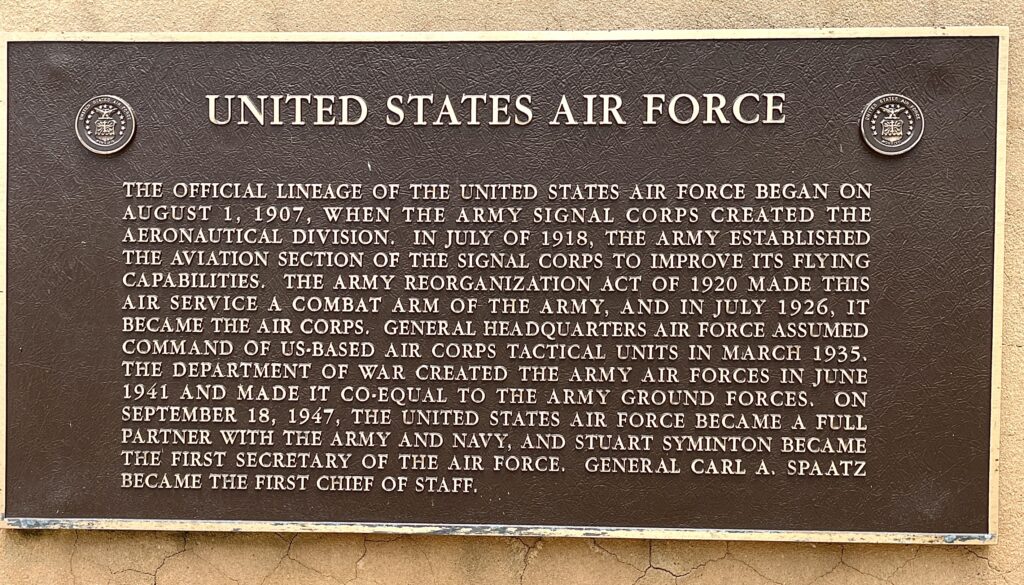 UNITED STATES AIR FORCE
THE OFFICIAL LINEAGE OF THE UNITED STATES AIR FORCE BEGAN ON
AUGUST 1, 1907, WHEN THE ARMY SIGNAL CORPS CREATED THE
AERONAUTICAL DIVISION. IN JULY OF 1918, THE ARMY ESTABLISHED
THE AVIATION SECTION OF THE SIGNAL CORPS TO IMPROVE ITS FLYING
CAPABILITIES. THE ARMY REORGANIZATION ACT OF 1920 MADE THIS
AIR SERVICE A COMBAT ARM OF THE ARMY, AND IN JULY 1926, IT
BECAME THE AIR CORPS. GENERAL HEADQUARTERS AIR FORCE ASSUMED
COMMAND OF US-BASED AIR CORPS TACTICAL UNITS IN MARCH 1935.
THE DEPARTMENT OF WAR CREATED THE ARMY AIR FORCES IN JUNE
1941 AND MADE IT CO-EQUAL TO THE ARMY GROUND FORCES. ON
SEPTEMBER 18, 1947, THE UNITED STATES AIR FORCE BECAME A FULL
PARTNER WITH THE ARMY AND NAVY, AND STUART SYMINTON BECAME
THE FIRST SECRETARY OF THE AIR FORCE. GENERAL CARL A. SPAATZ
BECAME THE FIRST CHIEF OF STAFF.